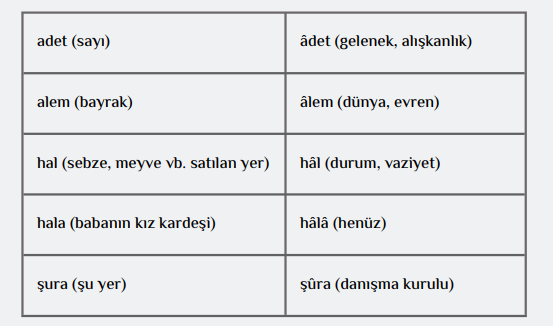 adet (sayı) âdet (gelenek, alışkanlık)
alem (bayrak) âlem (dünya, evren)
hal (sebze, meyve vb. satılan yer) hâl (durum, vaziyet)
hala (babanın kız kardeşi) hâlâ (henüz)
şura (şu yer) şûra (danışma kurulu)